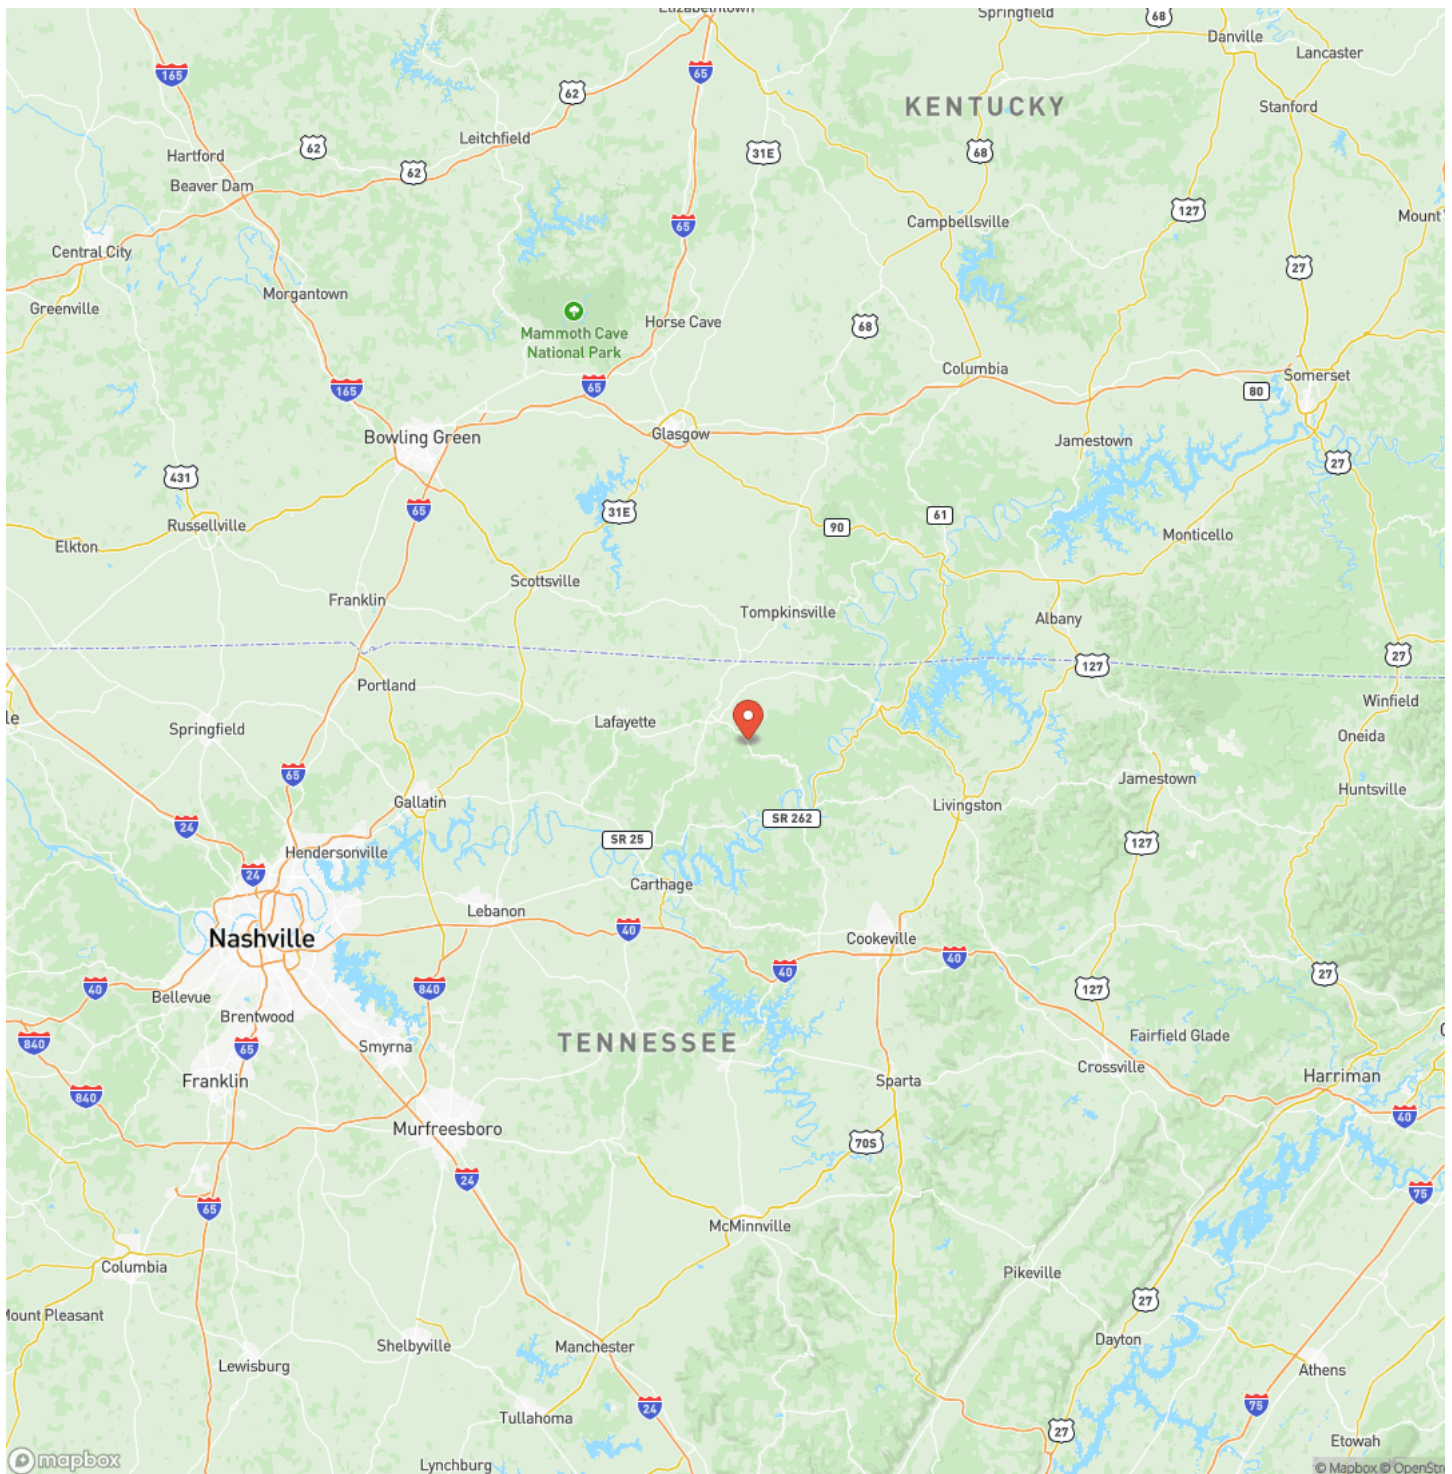 Elizabethtown
Springfield
68
Danville
Lancaster
165
65
62
KENTUCKY
Stanford
Leitchfield
62
31E
68
Hartford
62
Beaver Dam
127
Campbellsville
Mount
65
Central City
27
Morgantown
Greenville
Mammoth Cave
National Park
Horse Cave
68
Columbia
Somerset
165
65
80
Bowling Green
Glasgow
Jamestown
431
27
65
31E
90
61
Russellville
Monticello
Elkton
Scottsville
Franklin
Tompkinsville
Albany
127
27
Portland
Winfield
le
Springfield
Lafayette
Oneida
65
Jamestown
Huntsville
Gallatin
Livingston
24
SR 262
SR 25
127
Hendersonville
24
Carthage
Lebanon
40
Nashville
Cookeville
40
40
27
40
840
127
Bellevue
Brentwood
Fairfield Glade
840
65
Smyrna
TENNESSEE
Crossville
Franklin
Sparta
Harriman
840
40
Murfreesboro
70S
24
75
65
McMinnville
Columbia
Pikeville
27
Mount Pleasant
Shelbyville
Manchester
Dayton
Lewisburg
Athens
24
75
Tullahoma
27
Etowah
mapbox
Lynchburg
© Mapbox © OpenStre